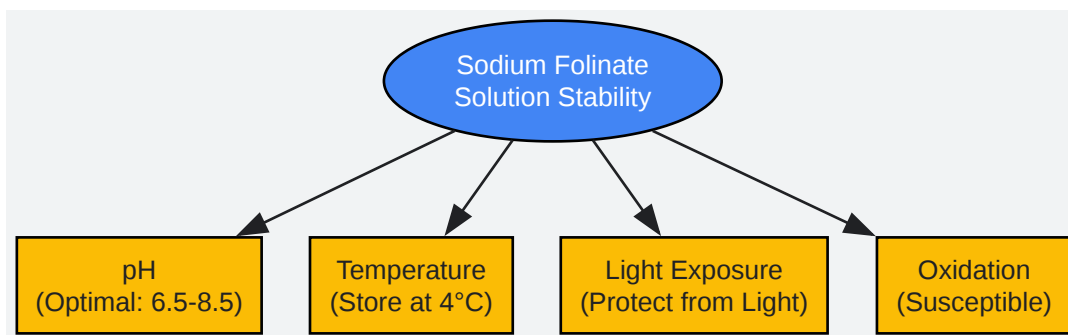 Sodium Folinate
Solution Stability
pH
(Optimal: 6.5-8.5)
Temperature
(Store at 4°C)
Light Exposure
(Protect from Light)
Oxidation
(Susceptible)